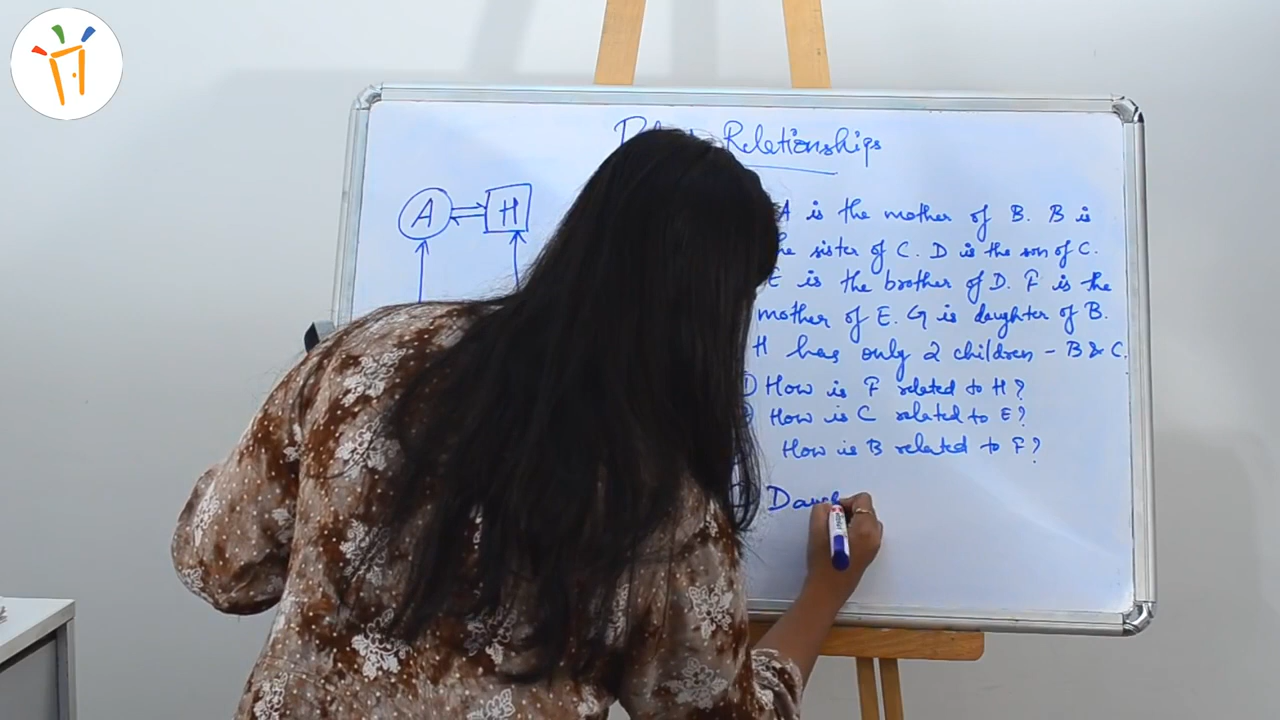 Relationships
A H
A is the mother of B. B is
sister of C. D is the son of C.
E is the brother of D. F is the
mother of E. G is daughter of B.
H has only 2 children - B & C.
How is F related to H?
How is C related to E?
How is B related to F?